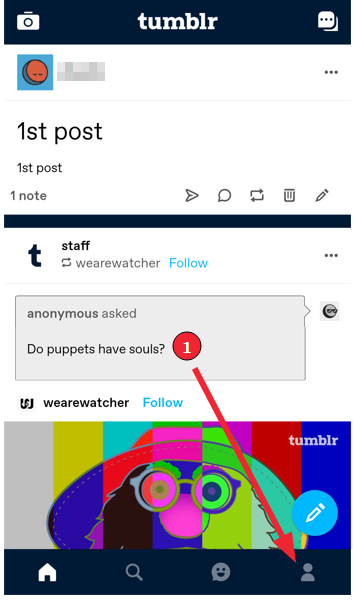 tumblr
1st post
1st post
1 note
staff
wearewatcher Follow
anonymous asked
Do puppets have souls?
1
wearewatcher Follow
tumblr